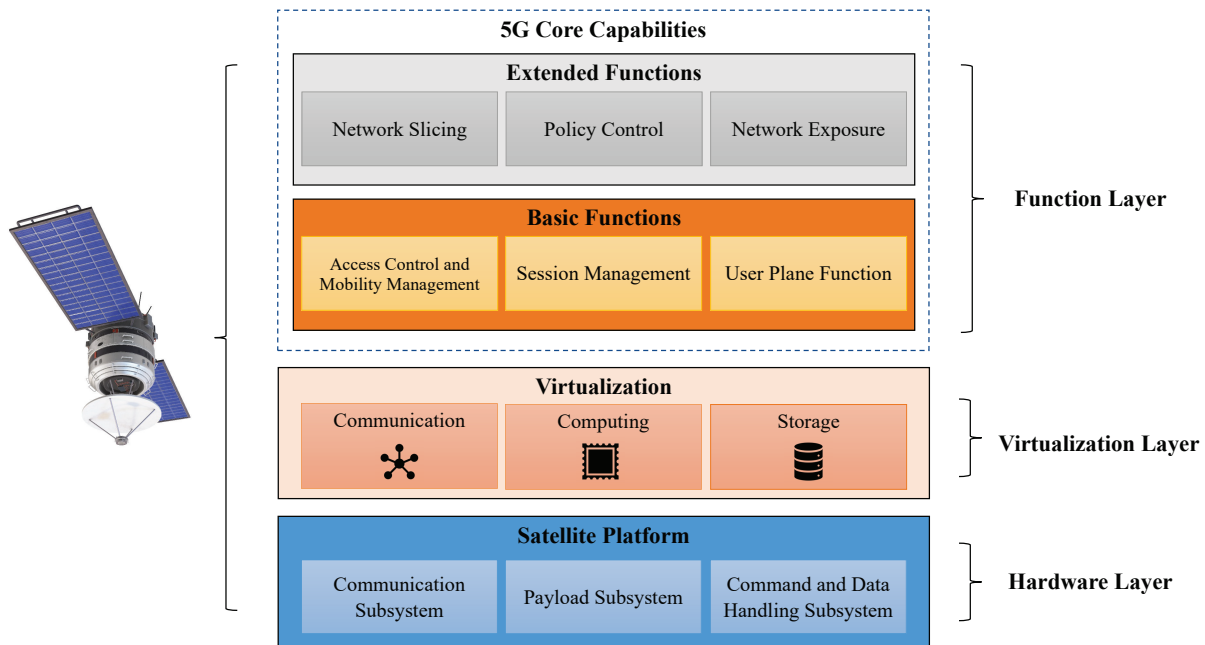 5G Core Capabilities
Extended Functions
Network Slicing
Policy Control
Network Exposure
Function Layer
Basic Functions
Access Control and
Mobility Management
Session Management
User Plane Function
Virtualization
Communication
Computing
Storage
Virtualization Layer
Satellite Platform
Communication
Subsystem
Payload Subsystem
Command and Data
Handling Subsystem
Hardware Layer